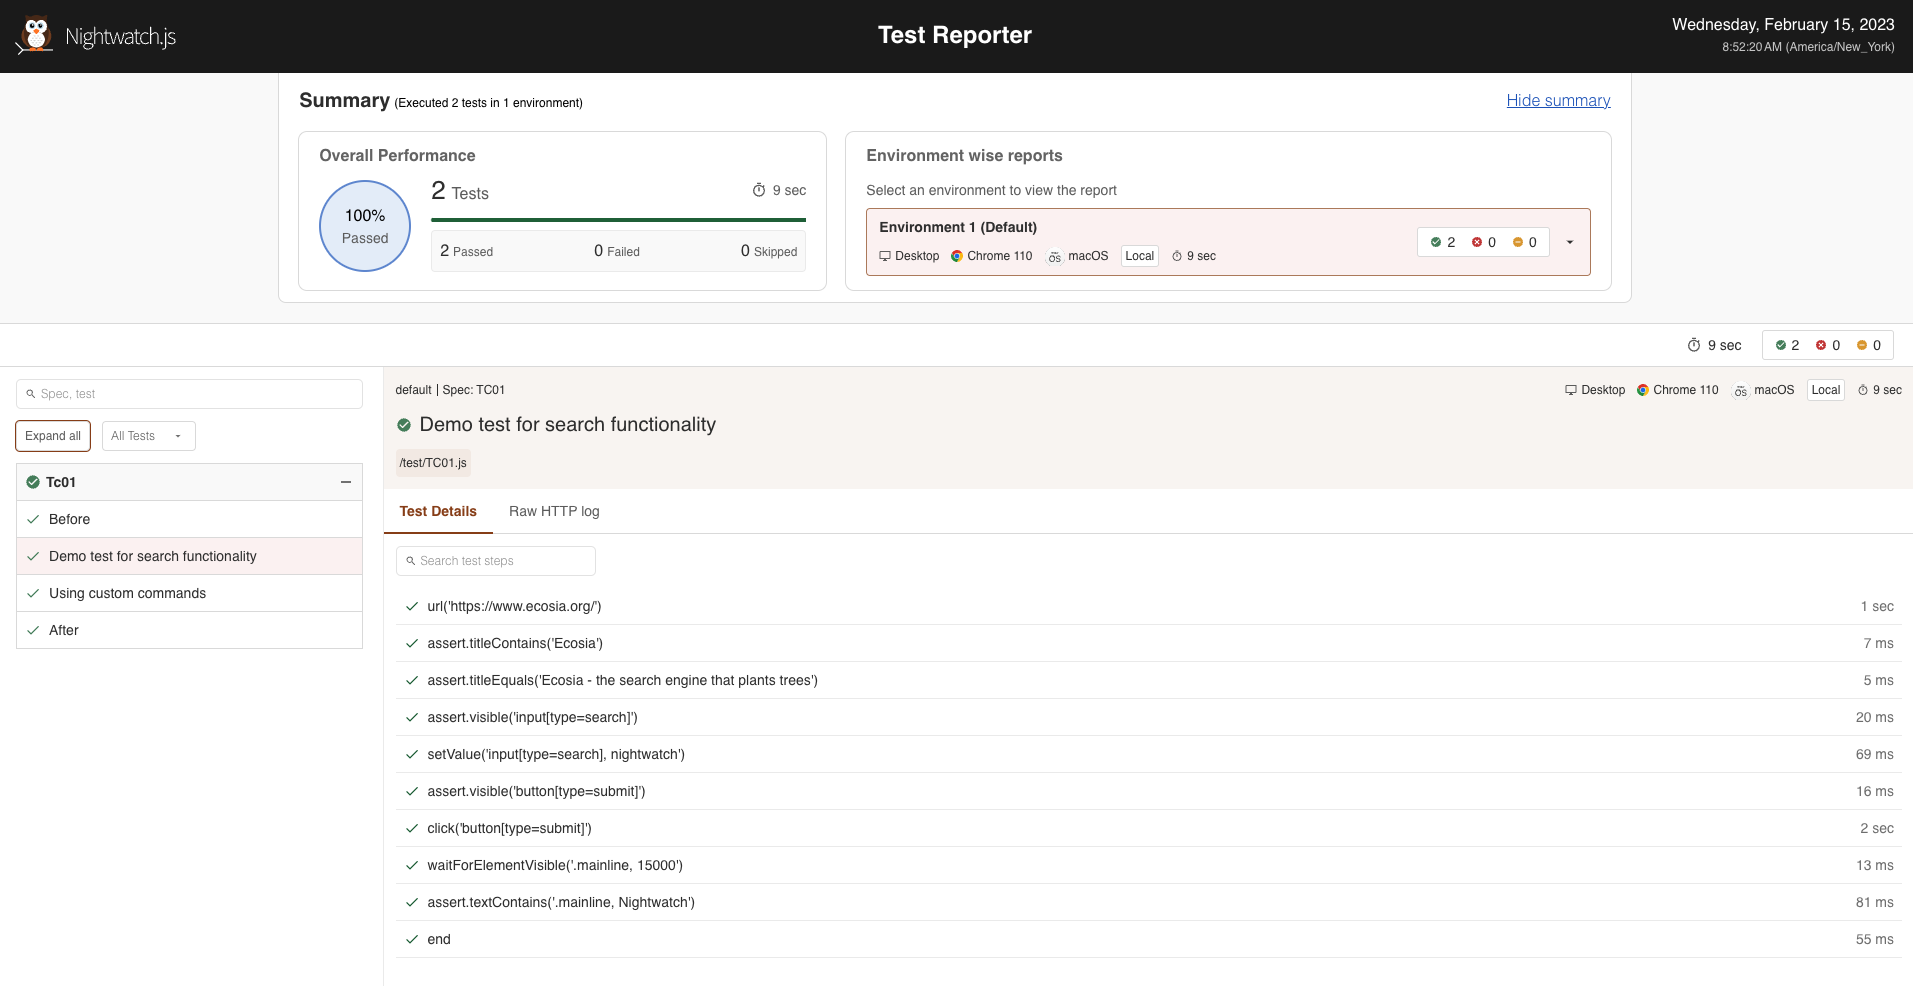 Nightwatch.js
Test Reporter
Wednesday, February 15, 2023
8:52:20 AM (America/New_York)
Summary (Executed 2 tests in 1 environment)
Hide summary
Overall Performance
100%
Passed
2 Tests
9 sec
2 Passed
0 Failed
0 Skipped
Environment wise reports
Select an environment to view the report
Environment 1 (Default)
Desktop Chrome 110 macOS macOS Local 9 sec
2 0 0
9 sec 2 0 0
Spec, test
Expand all
All Tests
Tc01
Before
Demo test for search functionality
Using custom commands
After
default | Spec: TC01
Desktop Chrome 110 macOS macOS Local 9 sec
Demo test for search functionality
/test/TC01.js
Test Details
Raw HTTP log
Search test steps
url('https://www.ecosia.org/') 1 sec
assert.titleContains('Ecosia') 7 ms
assert.titleEquals('Ecosia - the search engine that plants trees') 5 ms
assert.visible('input[type=search]') 20 ms
setValue('input[type=search], nightwatch') 69 ms
assert.visible('button[type=submit]') 16 ms
click('button[type=submit]') 2 sec
waitForElementVisible('.mainline, 15000') 13 ms
assert.textContains('.mainline, Nightwatch') 81 ms
end 55 ms